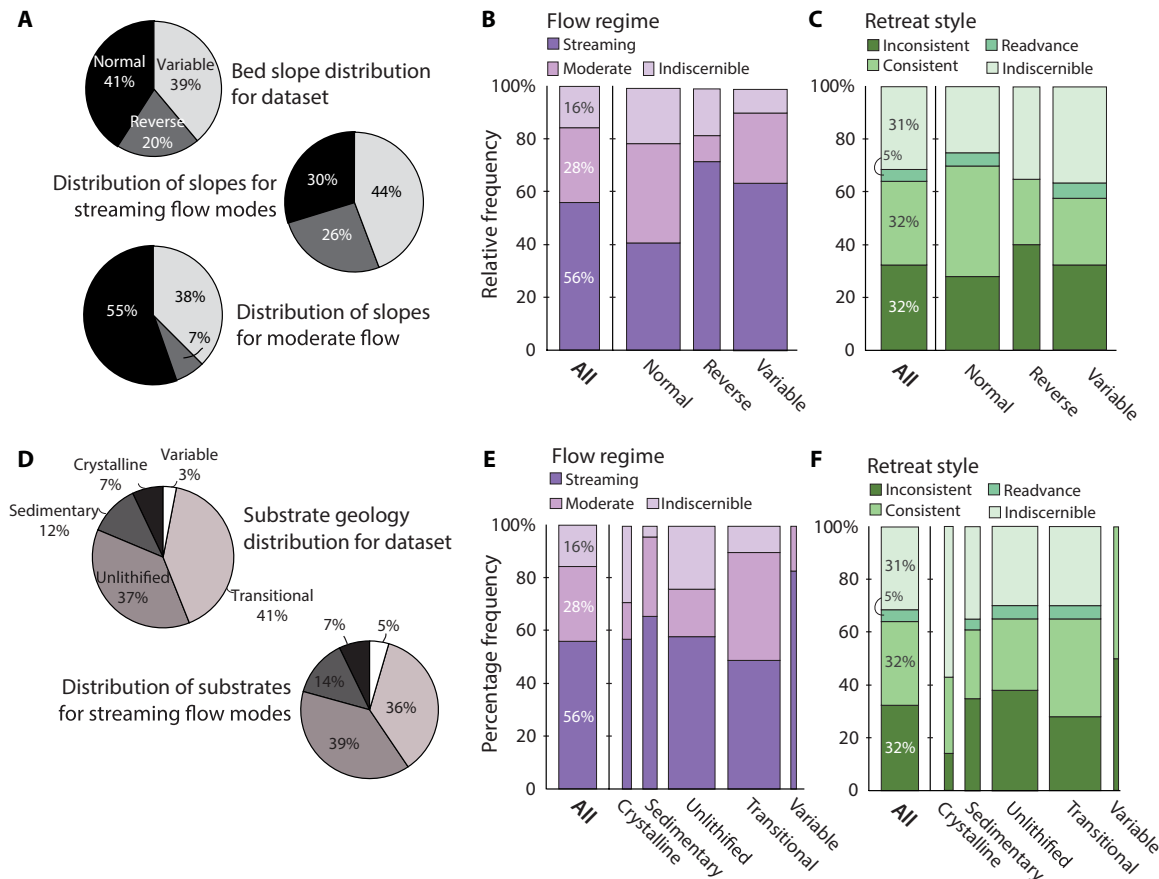 A
Normal
41%
Variable
39%
Reverse
20%
Bed slope distribution
for dataset
Distribution of slopes for
streaming flow modes
30%
44%
26%
55%
38%
7%
Distribution of slopes
for moderate flow
B
Flow regime
Streaming
Moderate
Indiscernible
Relative frequency
100%
80
60
40
20
0
16%
28%
56%
All
Normal
Reverse
Variable
C
Retreat style
Inconsistent
Readvance
Consistent
Indiscernible
100%
80
60
40
20
0
31%
5%
32%
32%
All
Normal
Reverse
Variable
D
Variable
3%
Crystalline
7%
Sedimentary
12%
Unlithified
37%
Transitional
41%
Substrate geology
distribution for dataset
Distribution of substrates
for streaming flow modes
7%
5%
14%
36%
39%
E
Flow regime
Streaming
Moderate
Indiscernible
Percentage frequency
100%
80
60
40
20
0
16%
28%
56%
All
Crystalline
Sedimentary
Unlithified
Transitional
Variable
F
Retreat style
Inconsistent
Readvance
Consistent
Indiscernible
100%
80
60
40
20
0
31%
5%
32%
32%
All
Crystalline
Sedimentary
Unlithified
Transitional
Variable